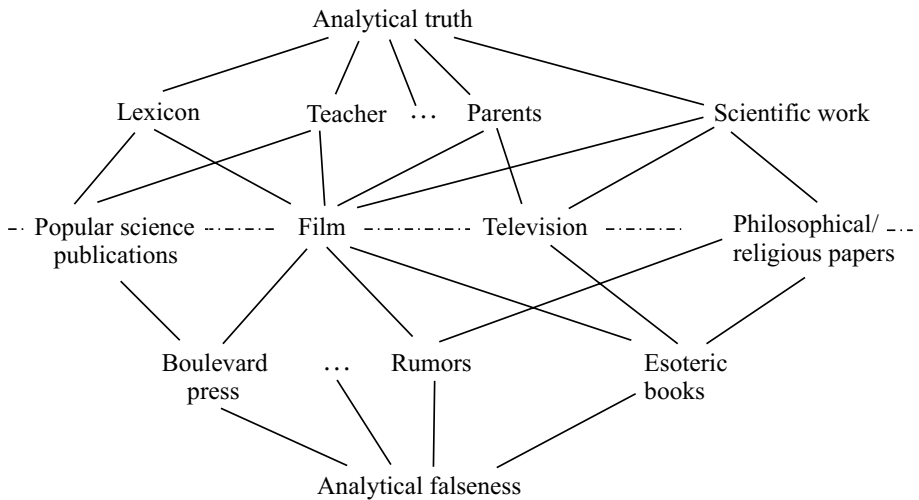 Analytical truth
Lexicon
Teacher
...
Parents
Scientific work
Popular science
publications
Film
Television
Philosophical/
religious papers
Boulevard
press
...
Rumors
Esoteric
books
Analytical falseness